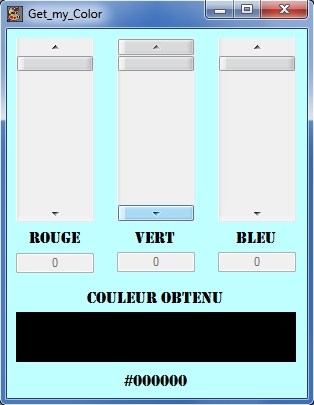 Get_my_Color
ROUGE VERT BLEU
0 0 0
COULEUR OBTENU
#000000